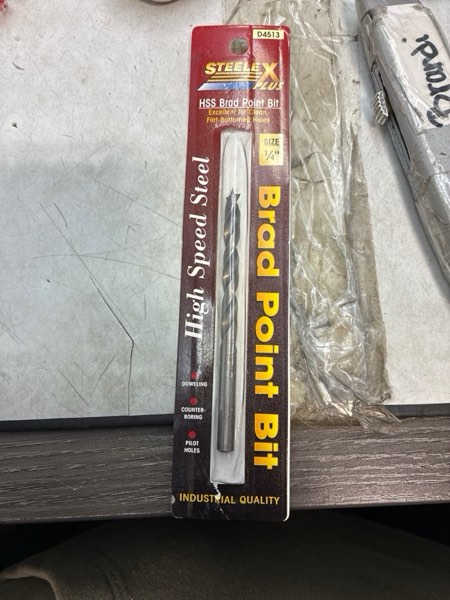 D4513
STEELEX
PLUS
HSS Brad Point Bit
Excellent for Clean,
Flat-Bottomed Holes
SIZE
1/4"
High Speed Steel
Brad Point Bit
DOWELING
COUNTER-
BORING
PILOT
HOLES
INDUSTRIAL QUALITY
Brandi